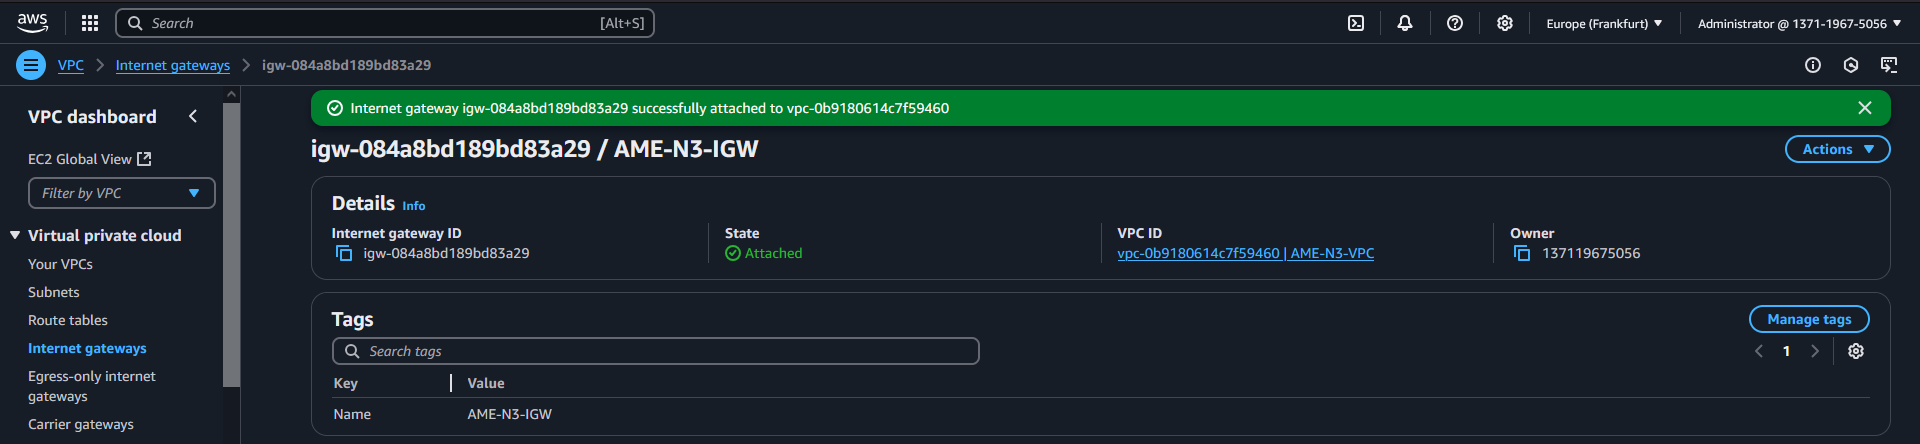 aws Search [Alt+S] Europe (Frankfurt) Administrator @ 1371-1967-5056
VPC Internet gateways igw-084a8bd189bd83a29
VPC dashboard
EC2 Global View
Filter by VPC
Virtual private cloud
Your VPCs
Subnets
Route tables
Internet gateways
Egress-only internet
gateways
Carrier gateways
Internet gateway igw-084a8bd189bd83a29 successfully attached to vpc-0b9180614c7f59460
igw-084a8bd189bd83a29 / AME-N3-IGW Actions
Details Info
Internet gateway ID State VPC ID Owner
igw-084a8bd189bd83a29 Attached vpc-0b9180614c7f59460 | AME-N3-VPC 137119675056
Tags Manage tags
Search tags 1
Key Value
Name AME-N3-IGW